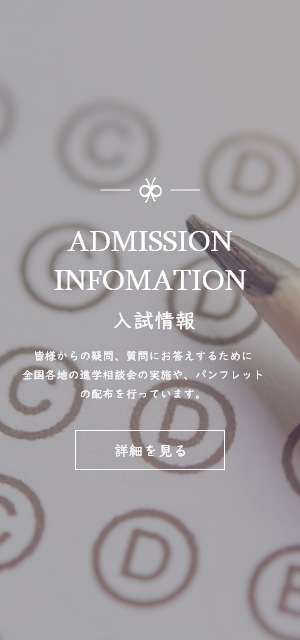 ADMISSION
INFOMATION
入試情報
皆様からの疑問、質問にお答えするために
全国各地の進学相談会の実施や、パンフレット
の配布を行っています。
詳細を見る
C
D
C
D
C
D
C
D
D